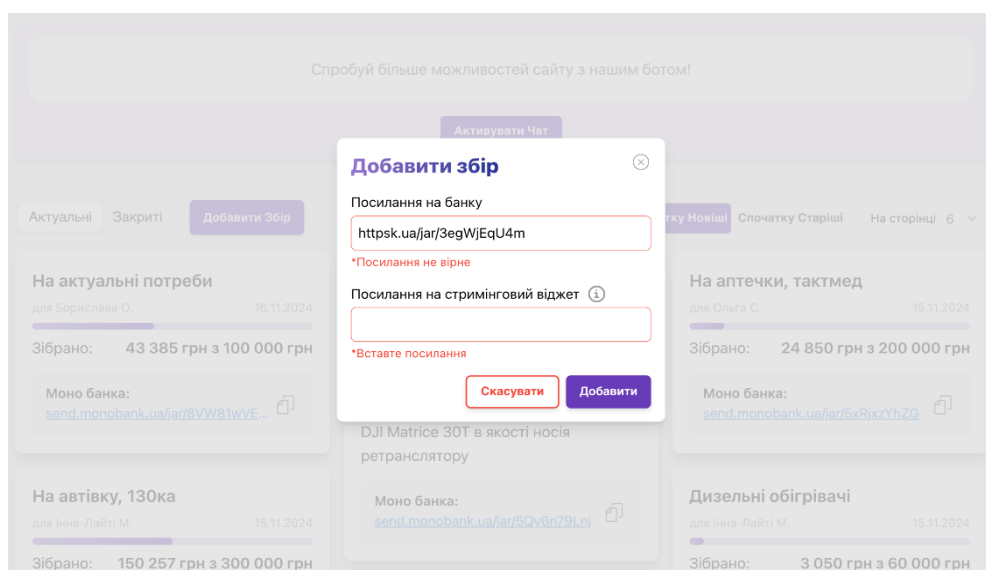 Спробуй більше можливостей сайту з нашим ботом!
Активувати Чат
Добавити збір
Посилання на банку
httpsk.ua/jar/3egWjEqU4m
*Посилання не вірне
Посилання на стримінговий віджет
*Вставте посилання
Скасувати Добавити
Актуальні Закриті Добавити Збір
тку Новіші Спочатку Старіші На сторінці 6
На актуальні потреби
для Борислава О. 16.11.2024
Зібрано: 43 385 грн з 100 000 грн
Моно банка:
send.monobank.ua/jar/8VW81wVE...
DJI Matrice 30T в якості носія
ретранслятору
Моно банка:
send.monobank.ua/jar/5Qy6n79Lnj
На аптечки, тактмед
для Ольга С. 15.11.2024
Зібрано: 24 850 грн з 200 000 грн
Моно банка:
send.monobank.ua/jar/5xRjxzYhZG
На автівку, 130ка
для Інна-Лайті М. 15.11.2024
Зібрано: 150 257 грн з 300 000 грн
Дизельні обігрівачі
для Інна-Лайті М. 15.11.2024
Зібрано: 3 050 грн з 60 000 грн